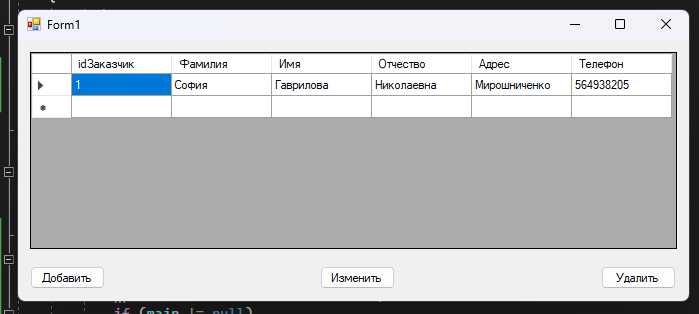 Form1
idЗаказчик Фамилия Имя Отчество Адрес Телефон
1 София Гаврилова Николаевна Мирошниченко 564938205
Добавить Изменить Удалить
if (main != null)